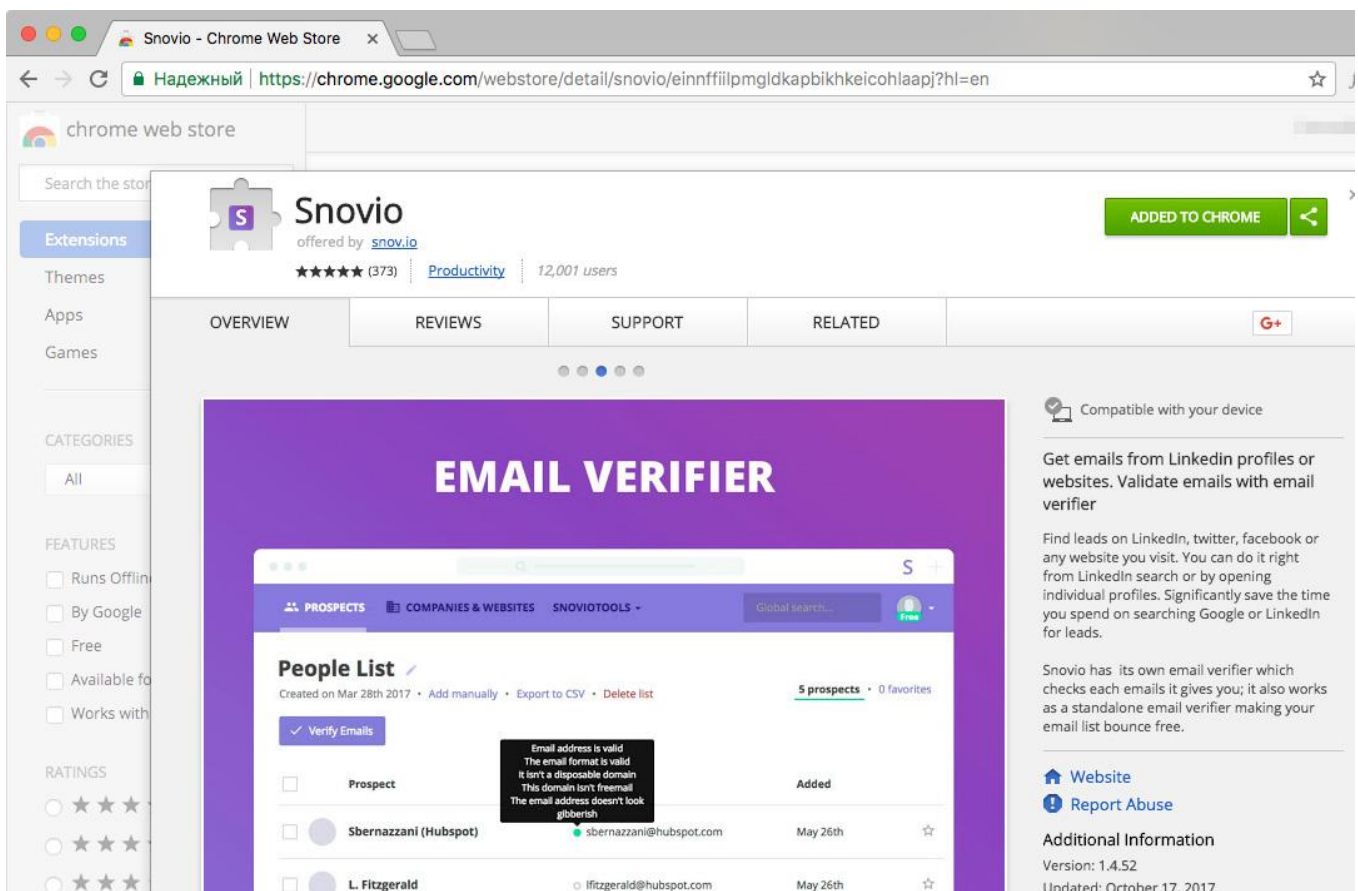 Snovio - Chrome Web Store
Надежный | https://chrome.google.com/webstore/detail/snovio/einnffiilpmgldkapbikhkeicohlaapj?hl=en
chrome web store
Search the stor
Extensions
Themes
Apps
Games
CATEGORIES
All
FEATURES
Runs Offlin
By Google
Free
Available fo
Works with
RATINGS
S
Snovio
offered by snov.io
(373) Productivity 12,001 users
ADDED TO CHROME
OVERVIEW REVIEWS SUPPORT RELATED
G+
EMAIL VERIFIER
S
PROSPECTS COMPANIES & WEBSITES SNOVIOTOOLS
Global search...
Free
People List
Created on Mar 28th 2017 • Add manually • Export to CSV • Delete list
5 prospects • 0 favorites
Verify Emails
Email address is valid
The email format is valid
It isn't a disposable domain
This domain isn't freemail
The email address doesn't look
gibberish
Prospect Added
Sbernazzani (Hubspot) sbernazzani@hubspot.com May 26th
L. Fitzgerald lfitzgerald@hubspot.com May 26th
Compatible with your device
Get emails from Linkedin profiles or
websites. Validate emails with email
verifier
Find leads on LinkedIn, twitter, facebook or
any website you visit. You can do it right
from LinkedIn search or by opening
individual profiles. Significantly save the time
you spend on searching Google or LinkedIn
for leads.
Snovio has its own email verifier which
checks each emails it gives you; it also works
as a standalone email verifier making your
email list bounce free.
Website
Report Abuse
Additional Information
Version: 1.4.52
Updated: October 17, 2017